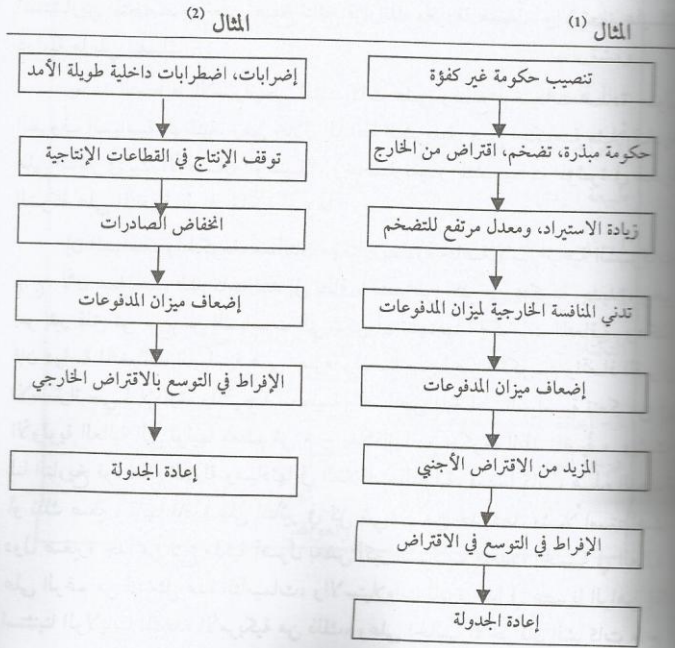 المثال (1)
تنصيب حكومة غير كفؤة
حكومة مبذرة، تضخم، اقتراض من الخارج
زيادة الاستيراد، ومعدل مرتفع للتضخم
تدني المنافسة الخارجية لميزان المدفوعات
إضعاف ميزان المدفوعات
المزيد من الاقتراض الأجنبي
الإفراط في التوسع في الاقتراض
إعادة الجدولة
المثال (2)
إضرابات، اضطرابات داخلية طويلة الأمد
توقف الإنتاج في القطاعات الإنتاجية
انخفاض الصادرات
إضعاف ميزان المدفوعات
الإفراط في التوسع بالاقتراض الخارجي
إعادة الجدولة